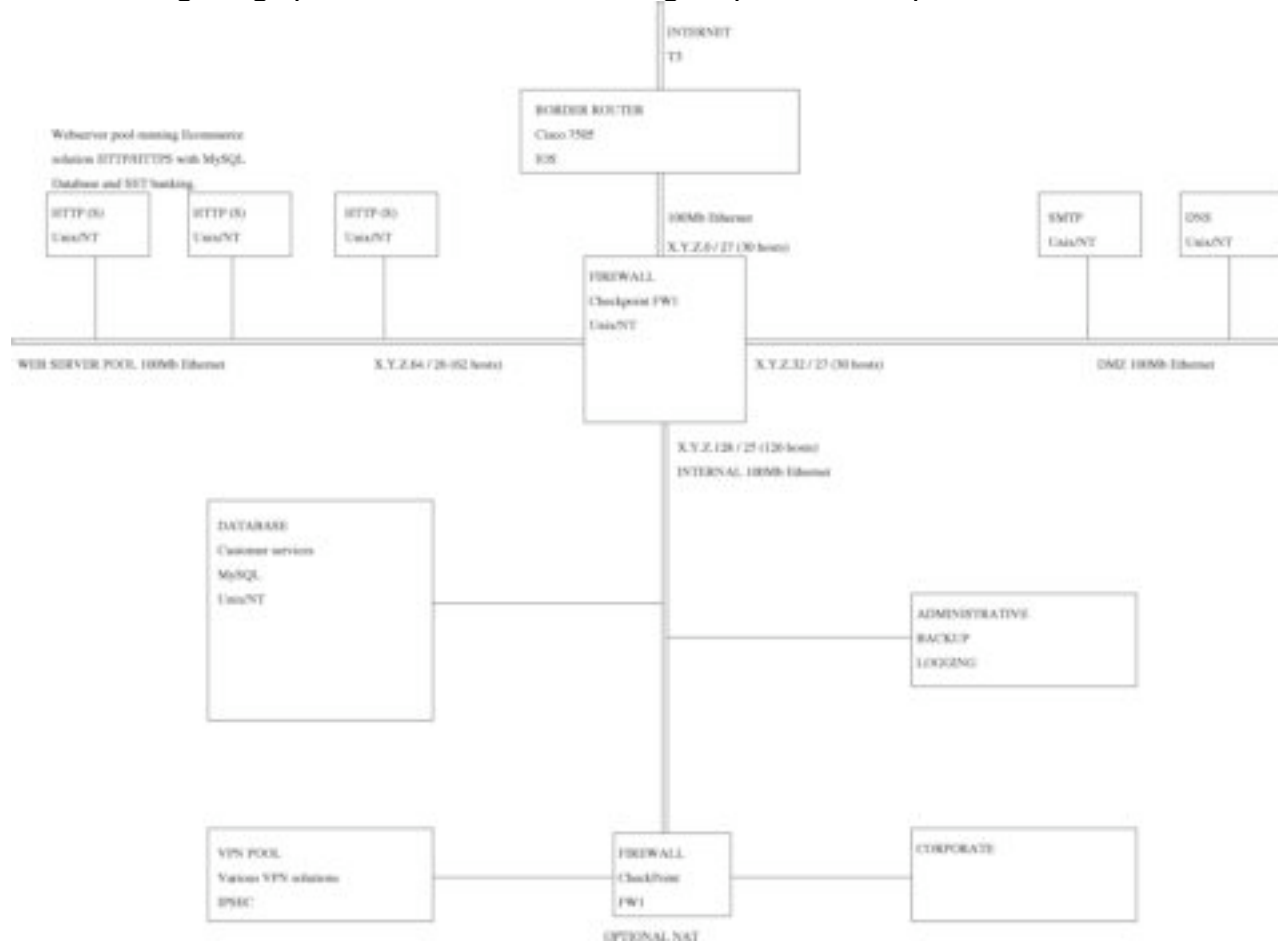 INTERNET
T3
BORDER ROUTER
Cisco 7505
IOS
Webserver pool running Ecommerce
solution HTTP/HTTPS with MySQL
Database and SET banking.
HTTP (S)
Unix/NT
HTTP (S)
Unix/NT
HTTP (S)
Unix/NT
100Mb Ethernet
X.Y.Z.0 / 27 (30 hosts)
SMTP
Unix/NT
DNS
Unix/NT
FIREWALL
Checkpoint FW1
Unix/NT
WEB SERVER POOL 100Mb Ethernet
X.Y.Z.64 / 26 (62 hosts)
X.Y.Z.32 / 27 (30 hosts)
DMZ 100Mb Ethernet
X.Y.Z.128 / 25 (126 hosts)
INTERNAL 100Mb Ethernet
DATABASE
Customer services
MySQL
Unix/NT
ADMINISTRATIVE
BACKUP
LOGGING
VPN POOL
Various VPN solutions
IPSEC
FIREWALL
CheckPoint
FW1
CORPORATE
OPTIONAL NAT